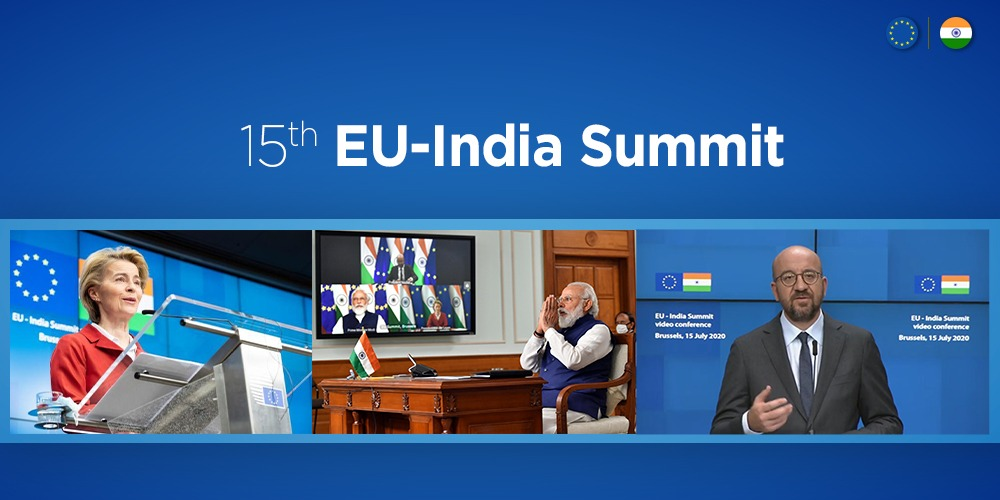 15th EU-India Summit
EU - India Summit
EU - India Summit
video conference
Brussels, 15 July 2020
EU - India Summit
video conference
Brussels, 15 July 2020